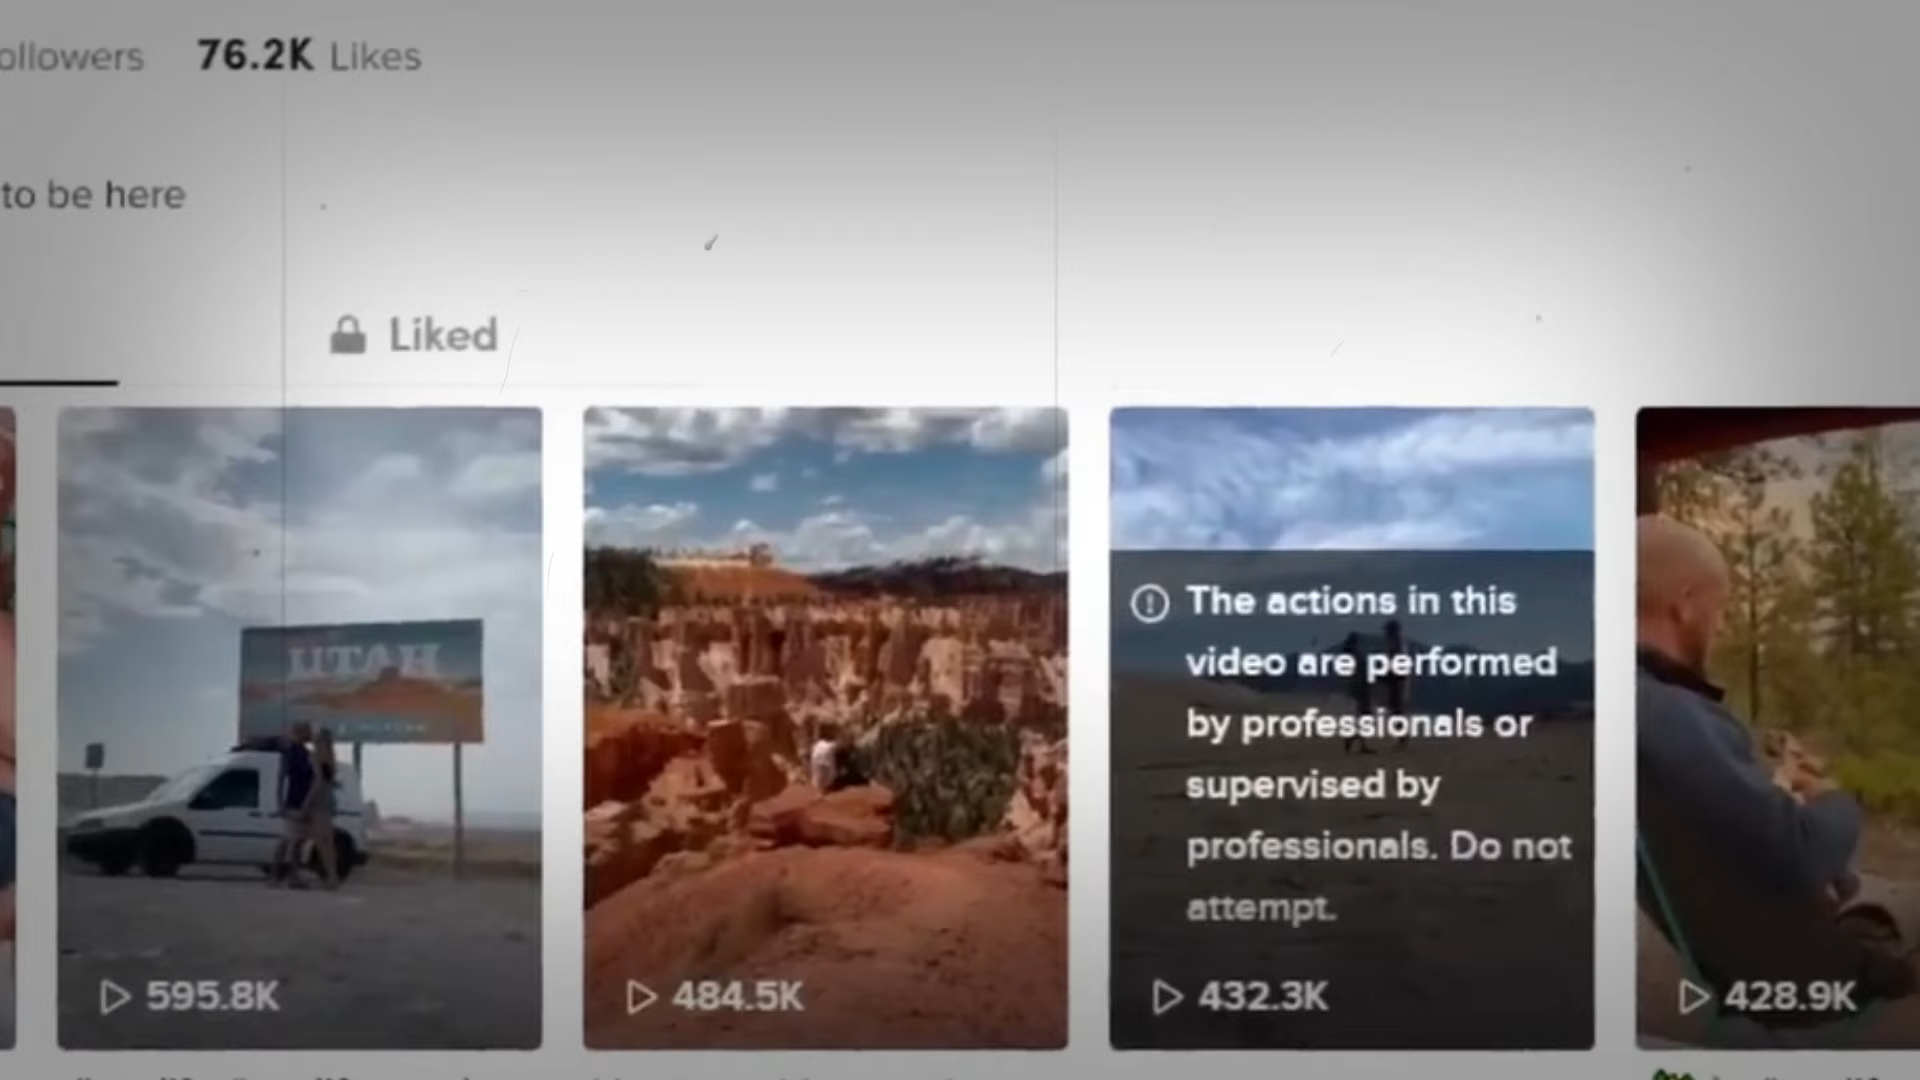 ollowers 76.2K Likes
to be here
Liked
UTAH
The actions in this
video are performed
by professionals or
supervised by
professionals. Do not
attempt.
595.8K
484.5K
432.3K
428.9K